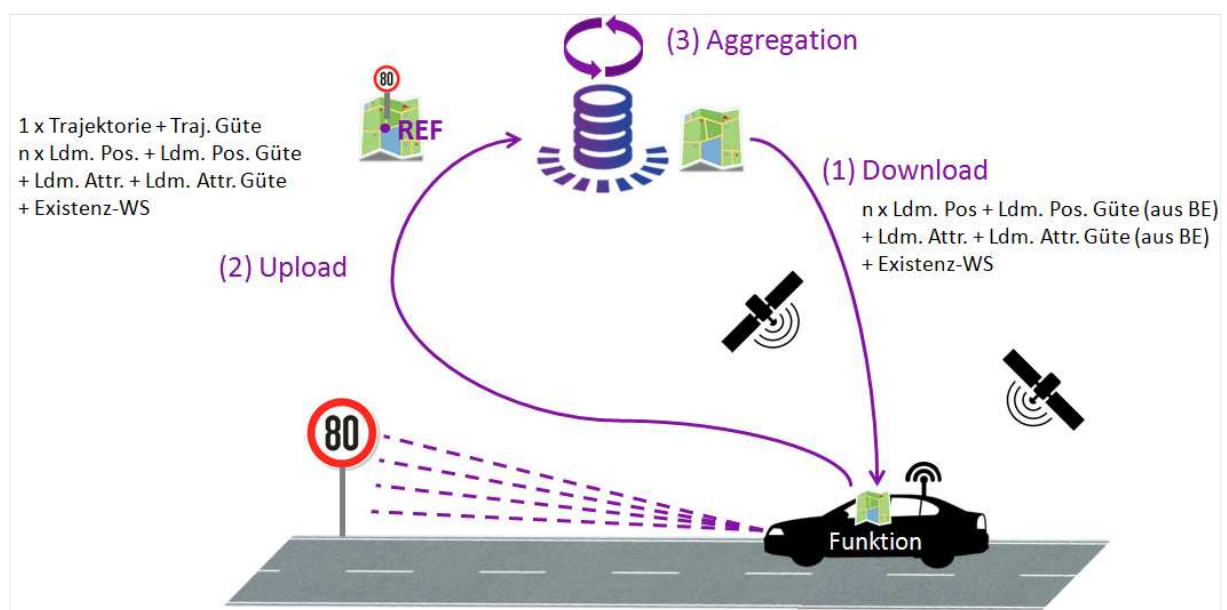 (3) Aggregation
80
REF
1 x Trajektorie + Traj. Güte
n x Ldm. Pos. + Ldm. Pos. Güte
+ Ldm. Attr. + Ldm. Attr. Güte
+ Existenz-WS
(1) Download
n x Ldm. Pos + Ldm. Pos. Güte (aus BE)
+ Ldm. Attr. + Ldm. Attr. Güte (aus BE)
+ Existenz-WS
(2) Upload
80
Funktion